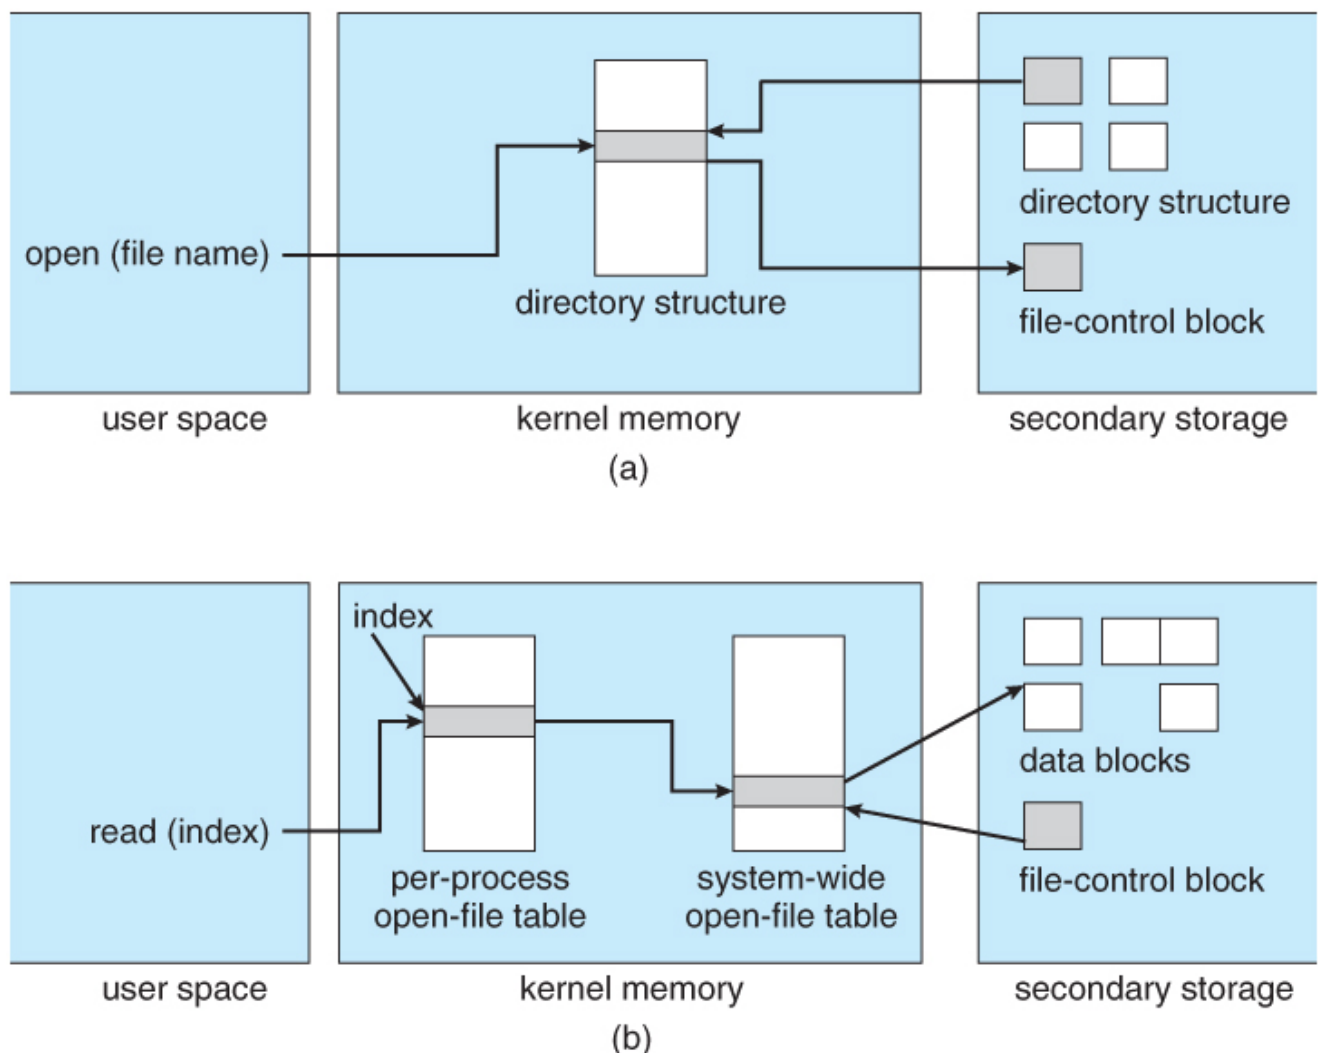 directory structure
open (file name)
directory structure
file-control block
user space
kernel memory
secondary storage
(a)
index
data blocks
read (index)
per-process
open-file table
system-wide
open-file table
file-control block
user space
kernel memory
secondary storage
(b)